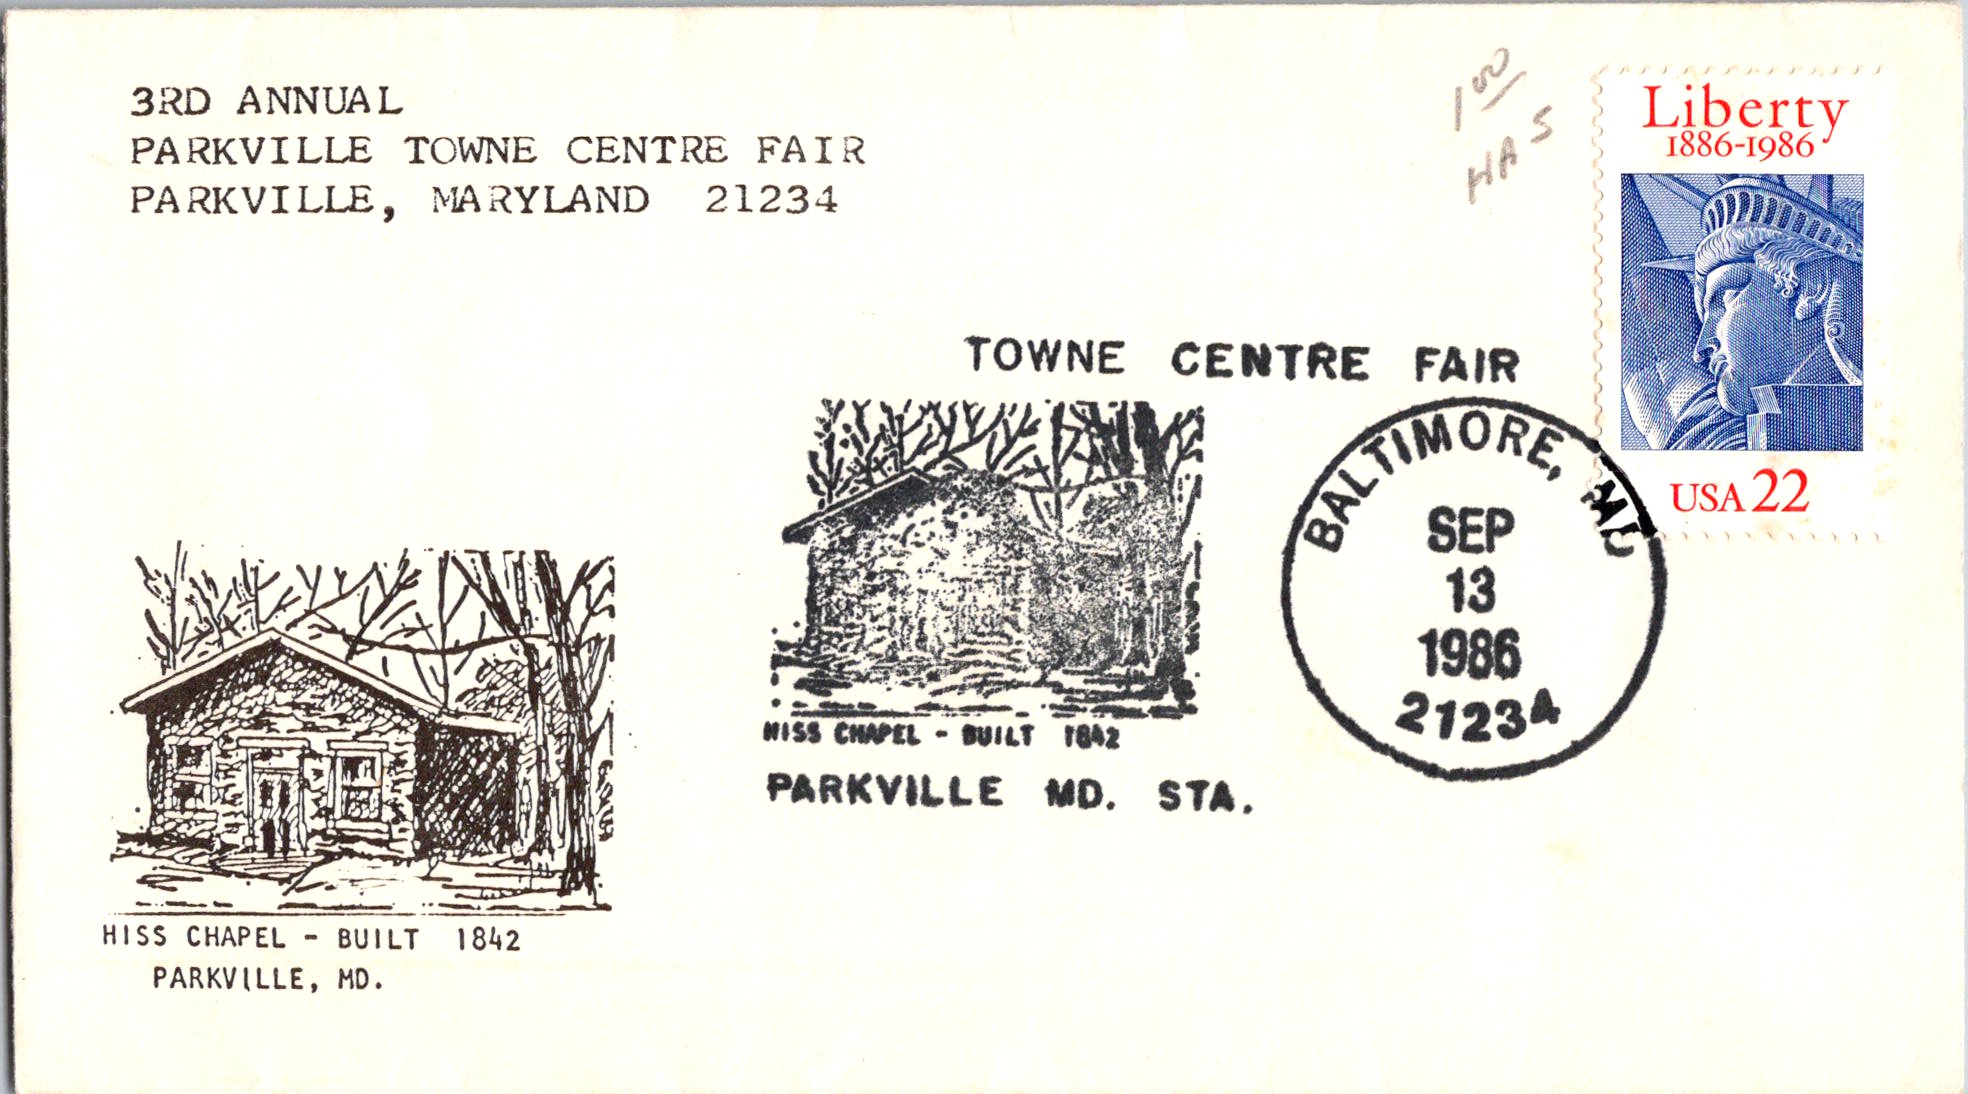 3RD ANNUAL
PARKVILLE TOWNE CENTRE FAIR
PARKVILLE, MARYLAND 21234
100
HAS
Liberty
1886-1986
USA 22
TOWNE CENTRE FAIR
HISS CHAPEL - BUILT 1842
PARKVILLE MD. STA.
BALTIMORE, MD
SEP
13
1986
21234
HISS CHAPEL - BUILT 1842
PARKVILLE, MD.